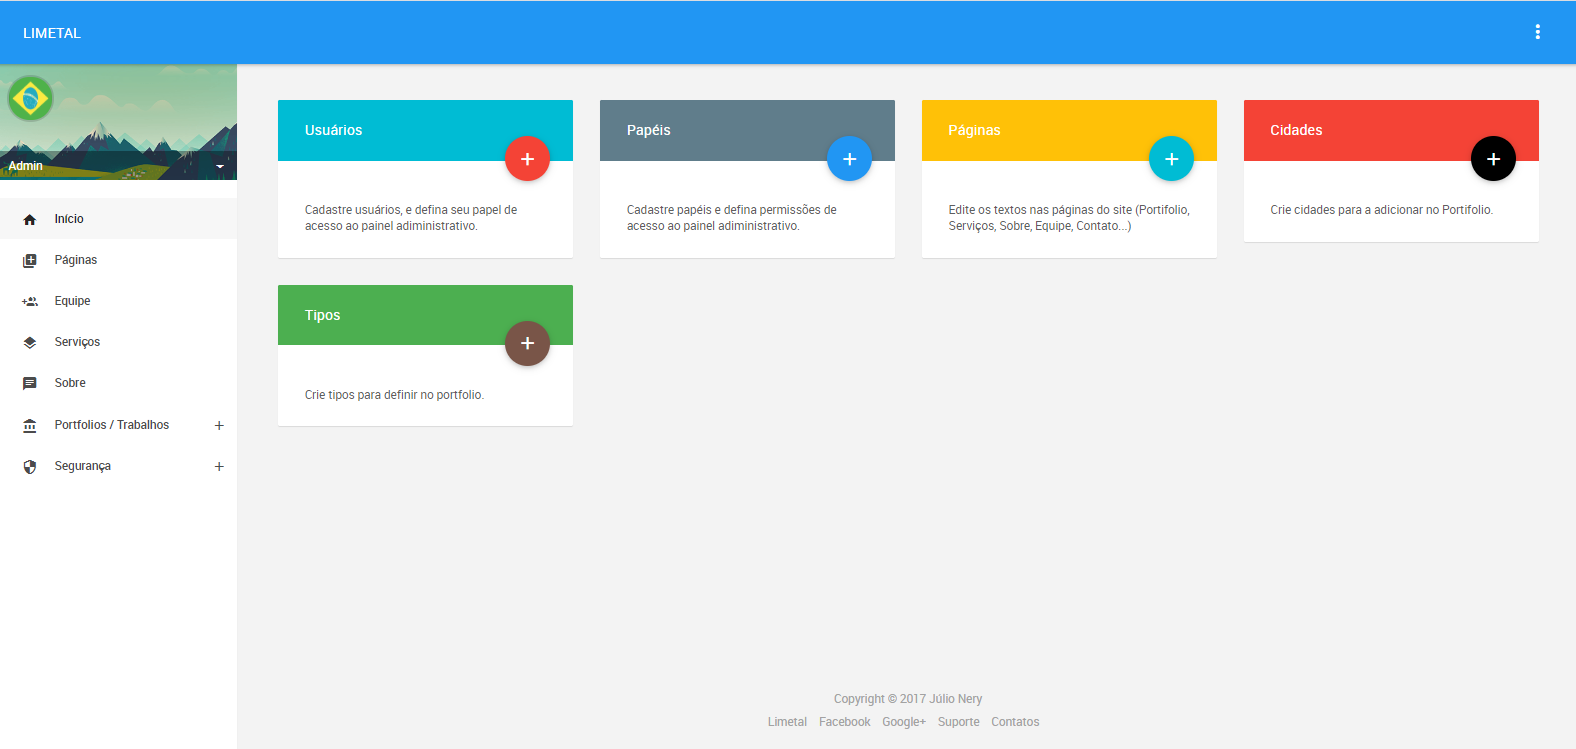 LIMETAL
Admin
Início
Páginas
Equipe
Serviços
Sobre
Portfolios / Trabalhos
Segurança
Usuários
Cadastre usuários, e defina seu papel de
acesso ao painel adiministrativo.
Papéis
Cadastre papéis e defina permissões de
acesso ao painel adiministrativo.
Páginas
Edite os textos nas páginas do site (Portifolio,
Serviços, Sobre, Equipe, Contato...)
Cidades
Crie cidades para a adicionar no Portifolio.
Tipos
Crie tipos para definir no portfolio.
Copyright © 2017 Júlio Nery
Limetal Facebook Google+ Suporte Contatos